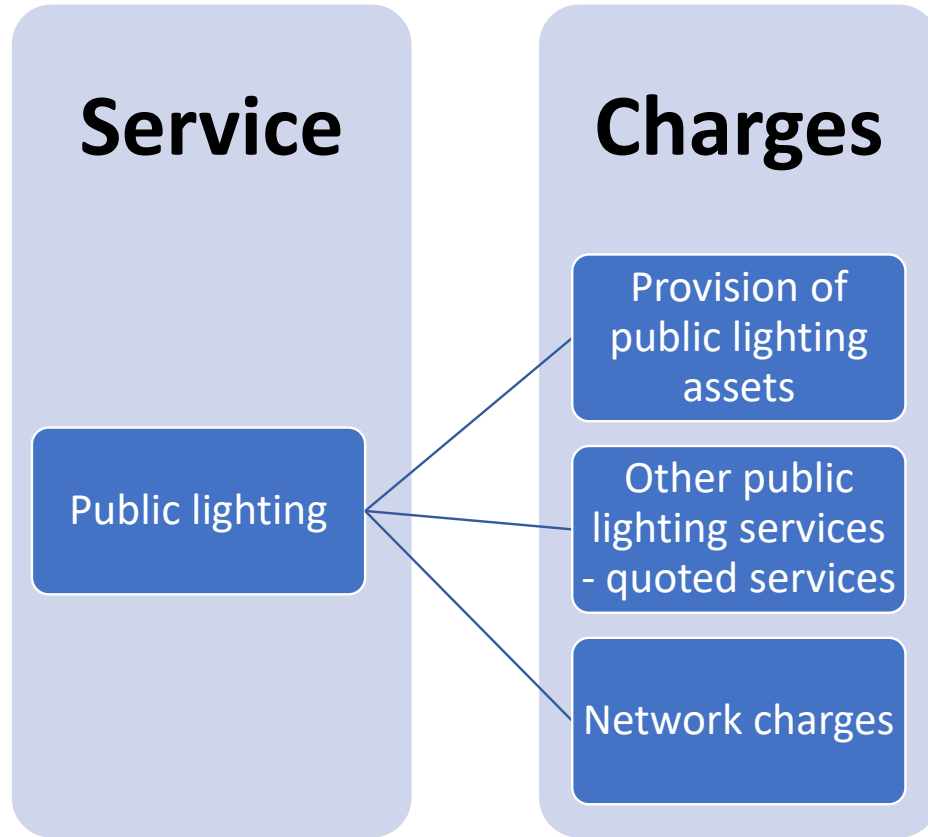 Service
Charges
Public lighting
Provision of
public lighting
assets
Other public
lighting services
- quoted services
Network charges